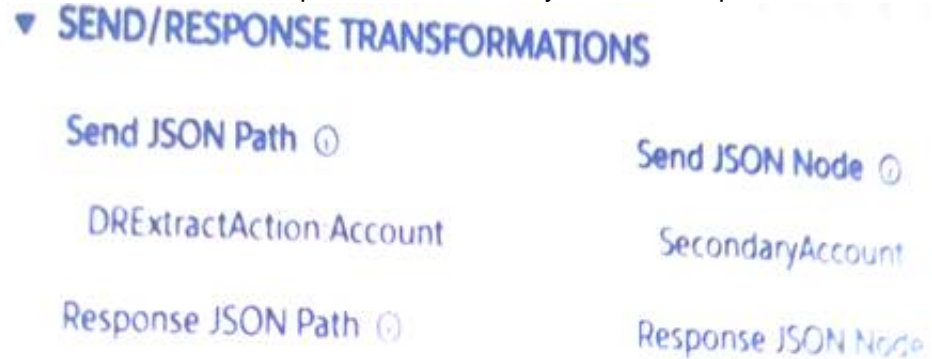 SEND/RESPONSE TRANSFORMATIONS
Send JSON Path
Send JSON Node
DRExtractAction:Account
SecondaryAccount
Response JSON Path
Response JSON Node